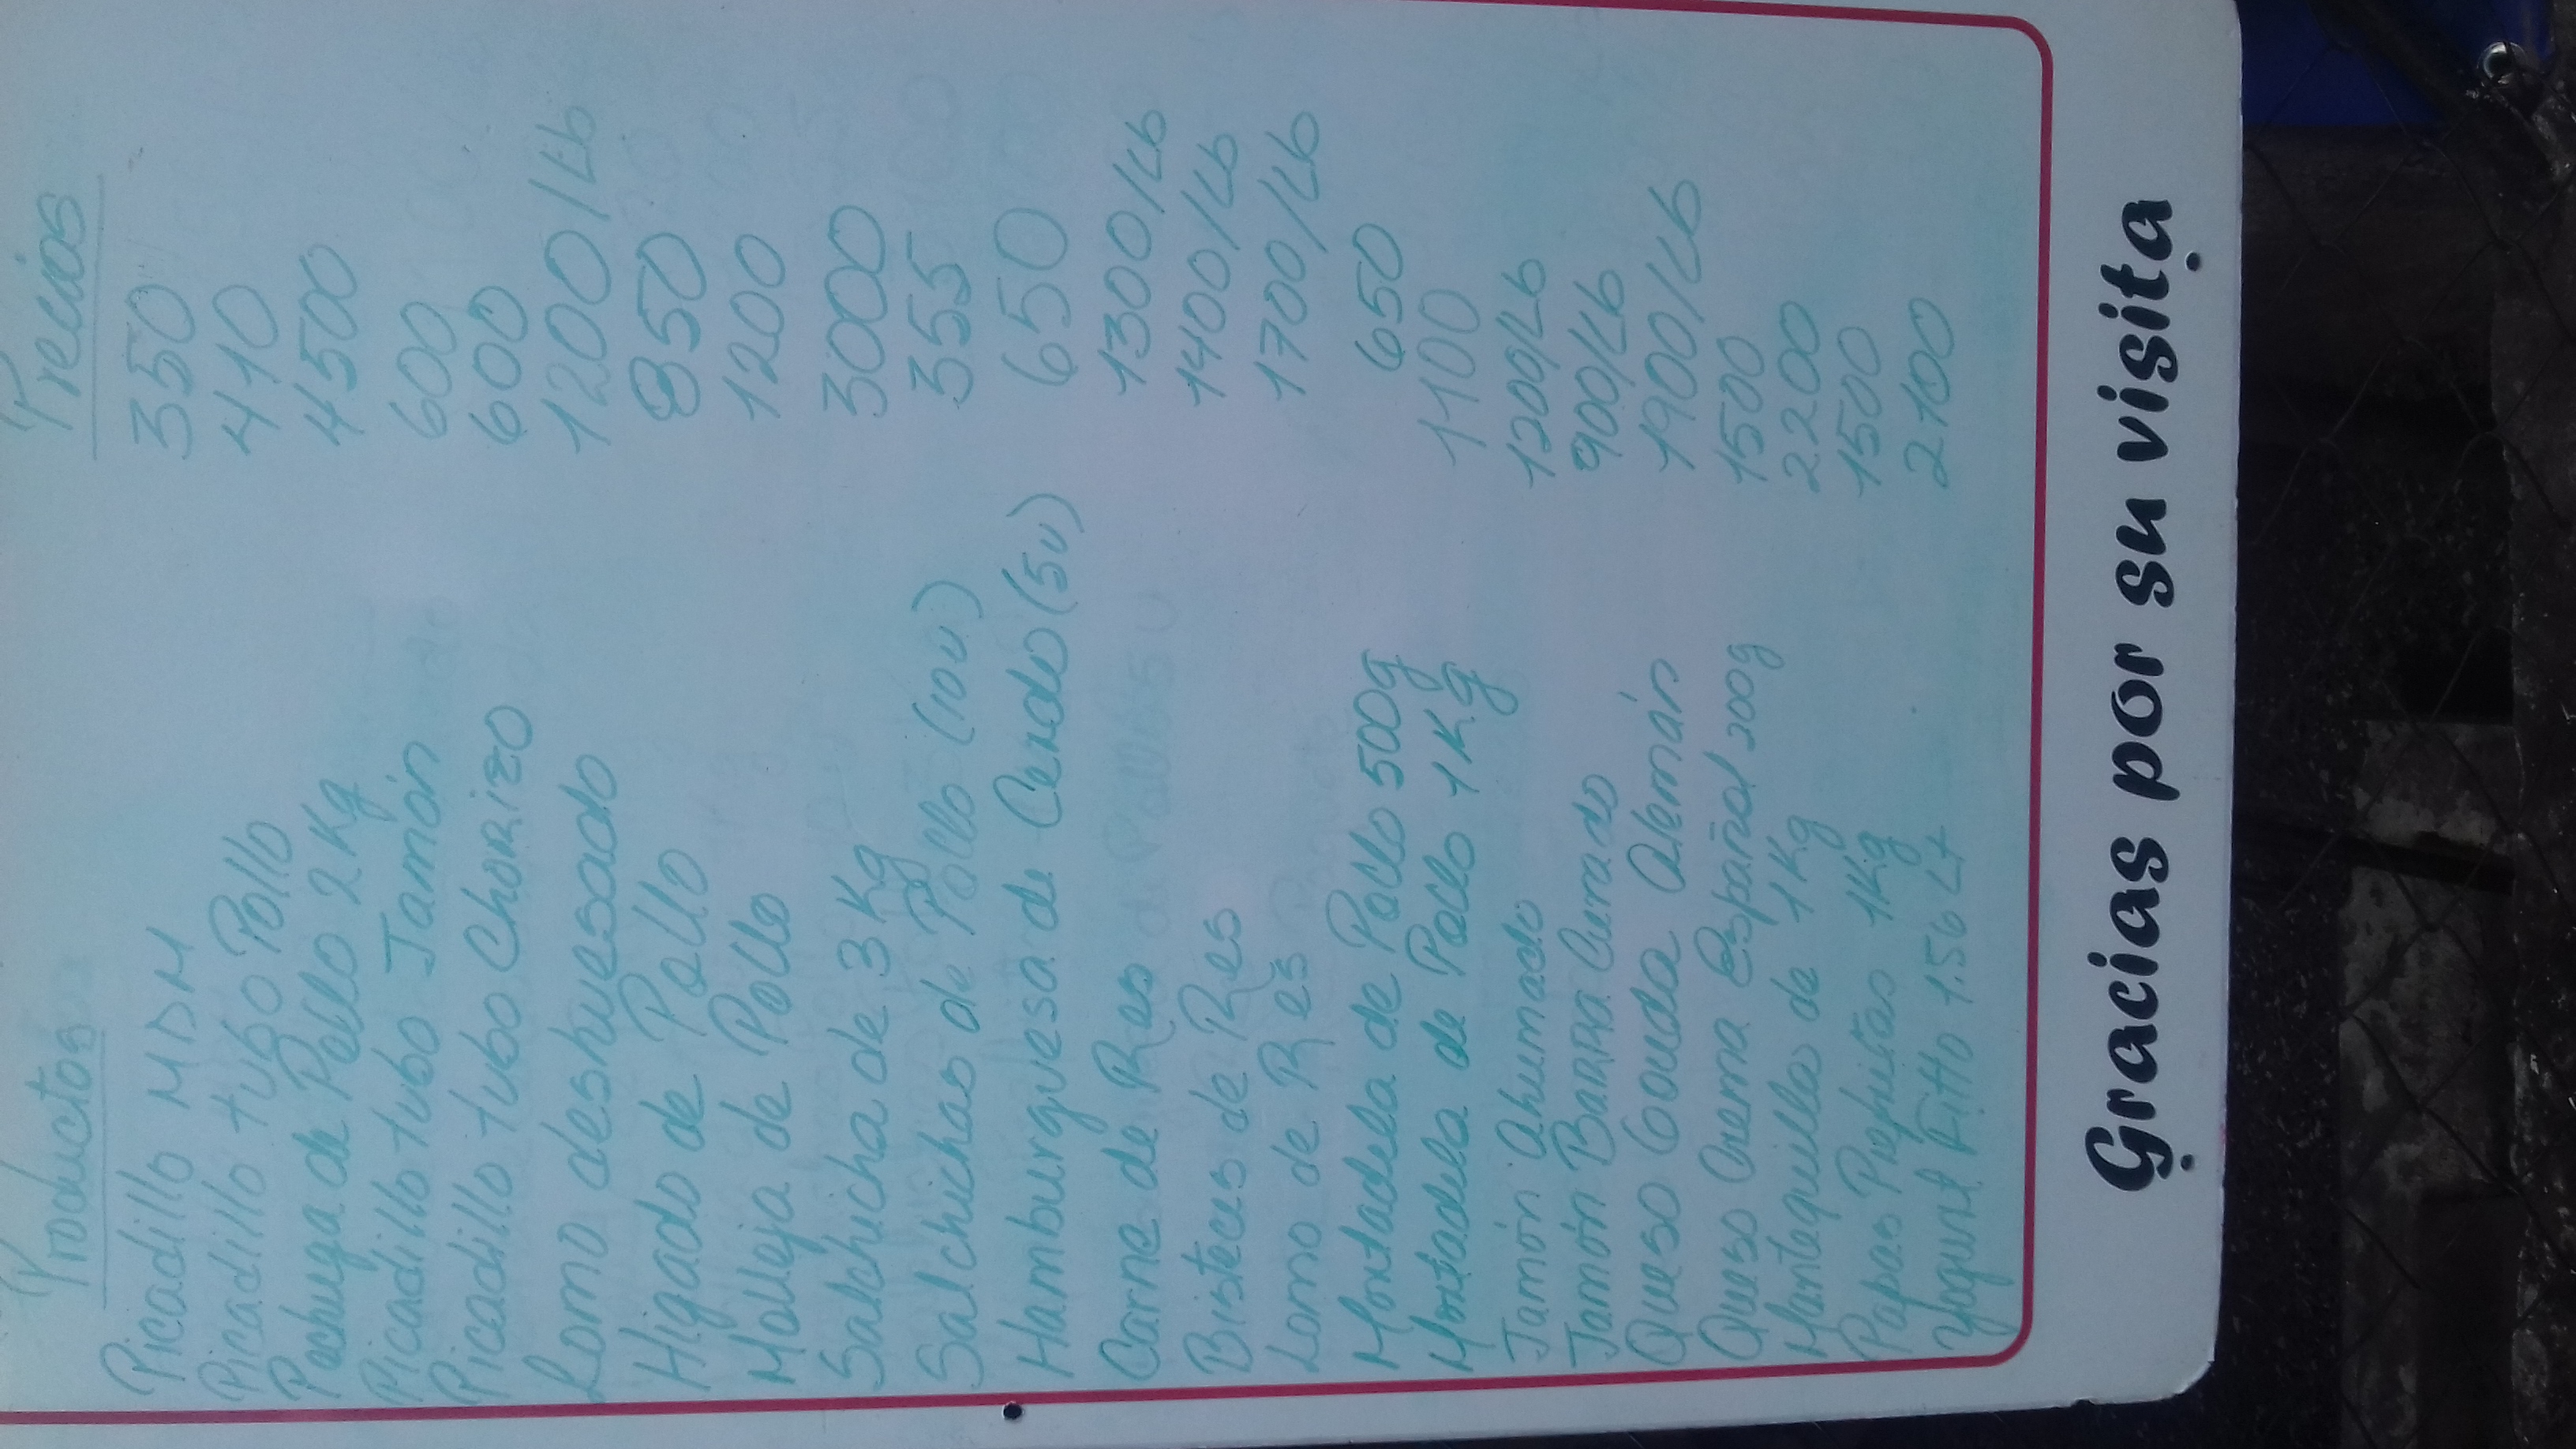 Productos Precios
Picadillo MDM 350
Picadillo tubo Pollo 410
Pechuga de Pollo 2Kg 4500
Picadillo tubo Jamón 600
Picadillo tubo Chorizo 600
Lomo deshuesado 1200/Lb
Higado de Pollo 850
Molleja de Pollo 1200
Salchicha de 3Kg 3000
Salchichas de Pollo (10u) 355
Hamburguesa de Cerdo (5u) 650
Carne de Res 1300/Lb
Bisteces de Res 1400/Lb
Lomo de Res 1700/Lb
Mortadela de Pollo 500g 650
Mortadela de Pollo 1Kg 1100
Jamón Ahumado 1200/Lb
Jamón Barra Curado 900/Lb
Queso Gouda Alemán 1900/Lb
Queso Crema Español 200g 1500
Mantequilla de 1Kg 2200
Papas Prefritas 1Kg 1500
Yogurt Fitto 1.56 Lt 2100
Gracias por su visita